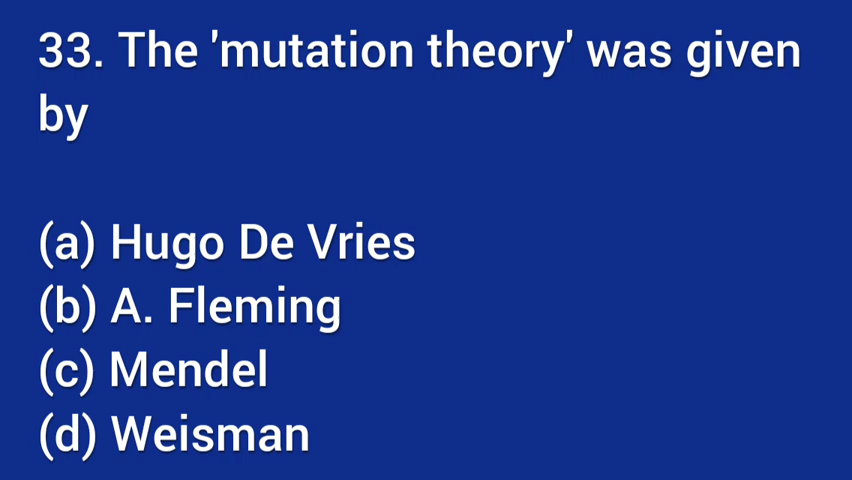 33. The 'mutation theory' was given
by
(a) Hugo De Vries
(b) A. Fleming
(c) Mendel
(d) Weisman